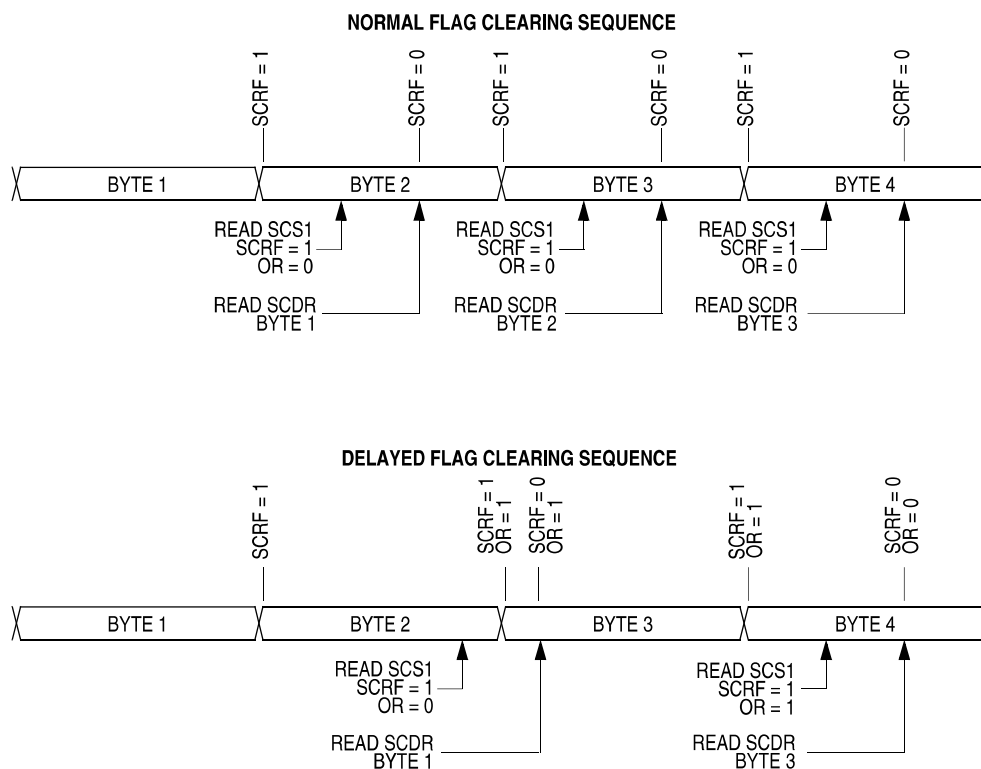 NORMAL FLAG CLEARING SEQUENCE
SCRF = 1
SCRF = 0
SCRF = 1
SCRF = 0
SCRF = 1
SCRF = 0
BYTE 1
BYTE 2
BYTE 3
BYTE 4
READ SCS1
SCRF = 1
OR = 0
READ SCS1
SCRF = 1
OR = 0
READ SCS1
SCRF = 1
OR = 0
READ SCDR
BYTE 1
READ SCDR
BYTE 2
READ SCDR
BYTE 3
DELAYED FLAG CLEARING SEQUENCE
SCRF = 1
SCRF = 1
OR = 1
SCRF = 0
OR = 1
SCRF = 1
OR = 1
SCRF = 0
OR = 0
BYTE 1
BYTE 2
BYTE 3
BYTE 4
READ SCS1
SCRF = 1
OR = 0
READ SCS1
SCRF = 1
OR = 1
READ SCDR
BYTE 1
READ SCDR
BYTE 3